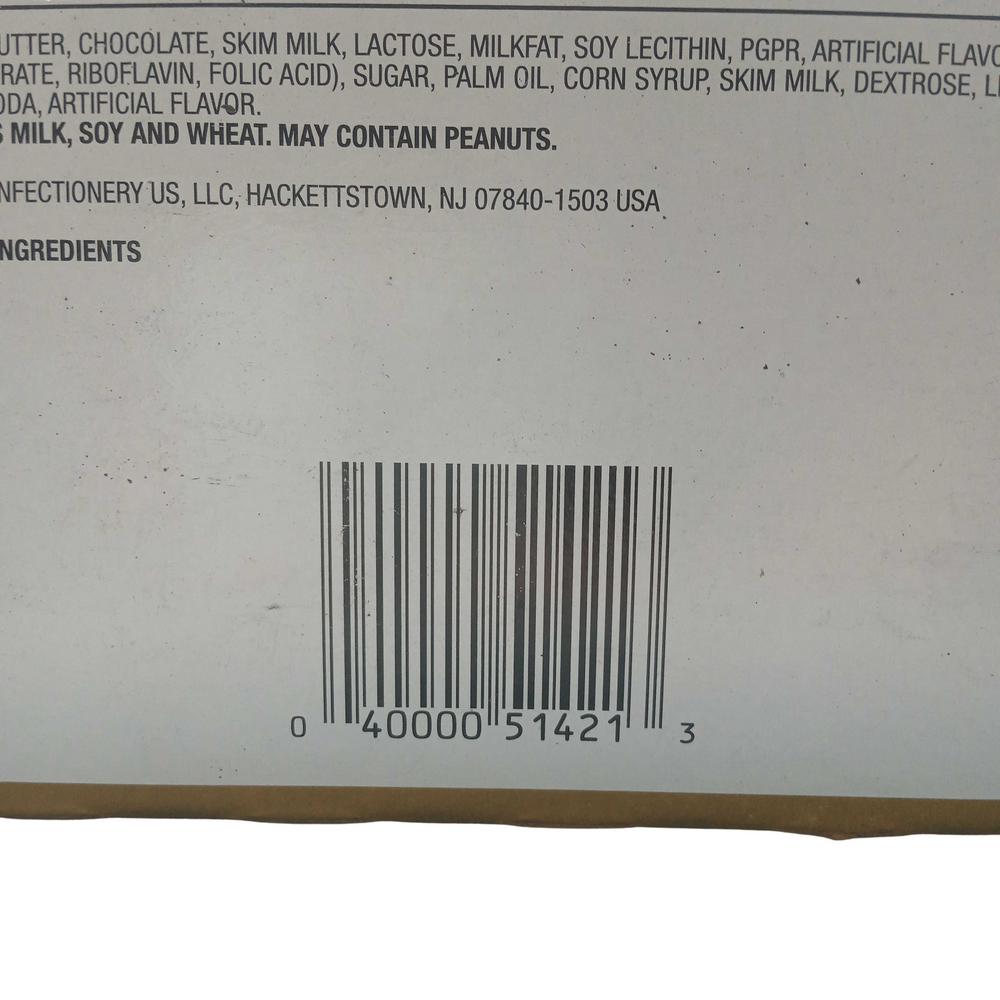 UTTER, CHOCOLATE, SKIM MILK, LACTOSE, MILKFAT, SOY LECITHIN, PGPR, ARTIFICIAL FLAVO
RATE, RIBOFLAVIN, FOLIC ACID), SUGAR, PALM OIL, CORN SYRUP, SKIM MILK, DEXTROSE, L
ODA, ARTIFICIAL FLAVOR.
S MILK, SOY AND WHEAT. MAY CONTAIN PEANUTS.
NFECTIONERY US, LLC, HACKETTSTOWN, NJ 07840-1503 USA
NGREDIENTS
0 40000 51421 3